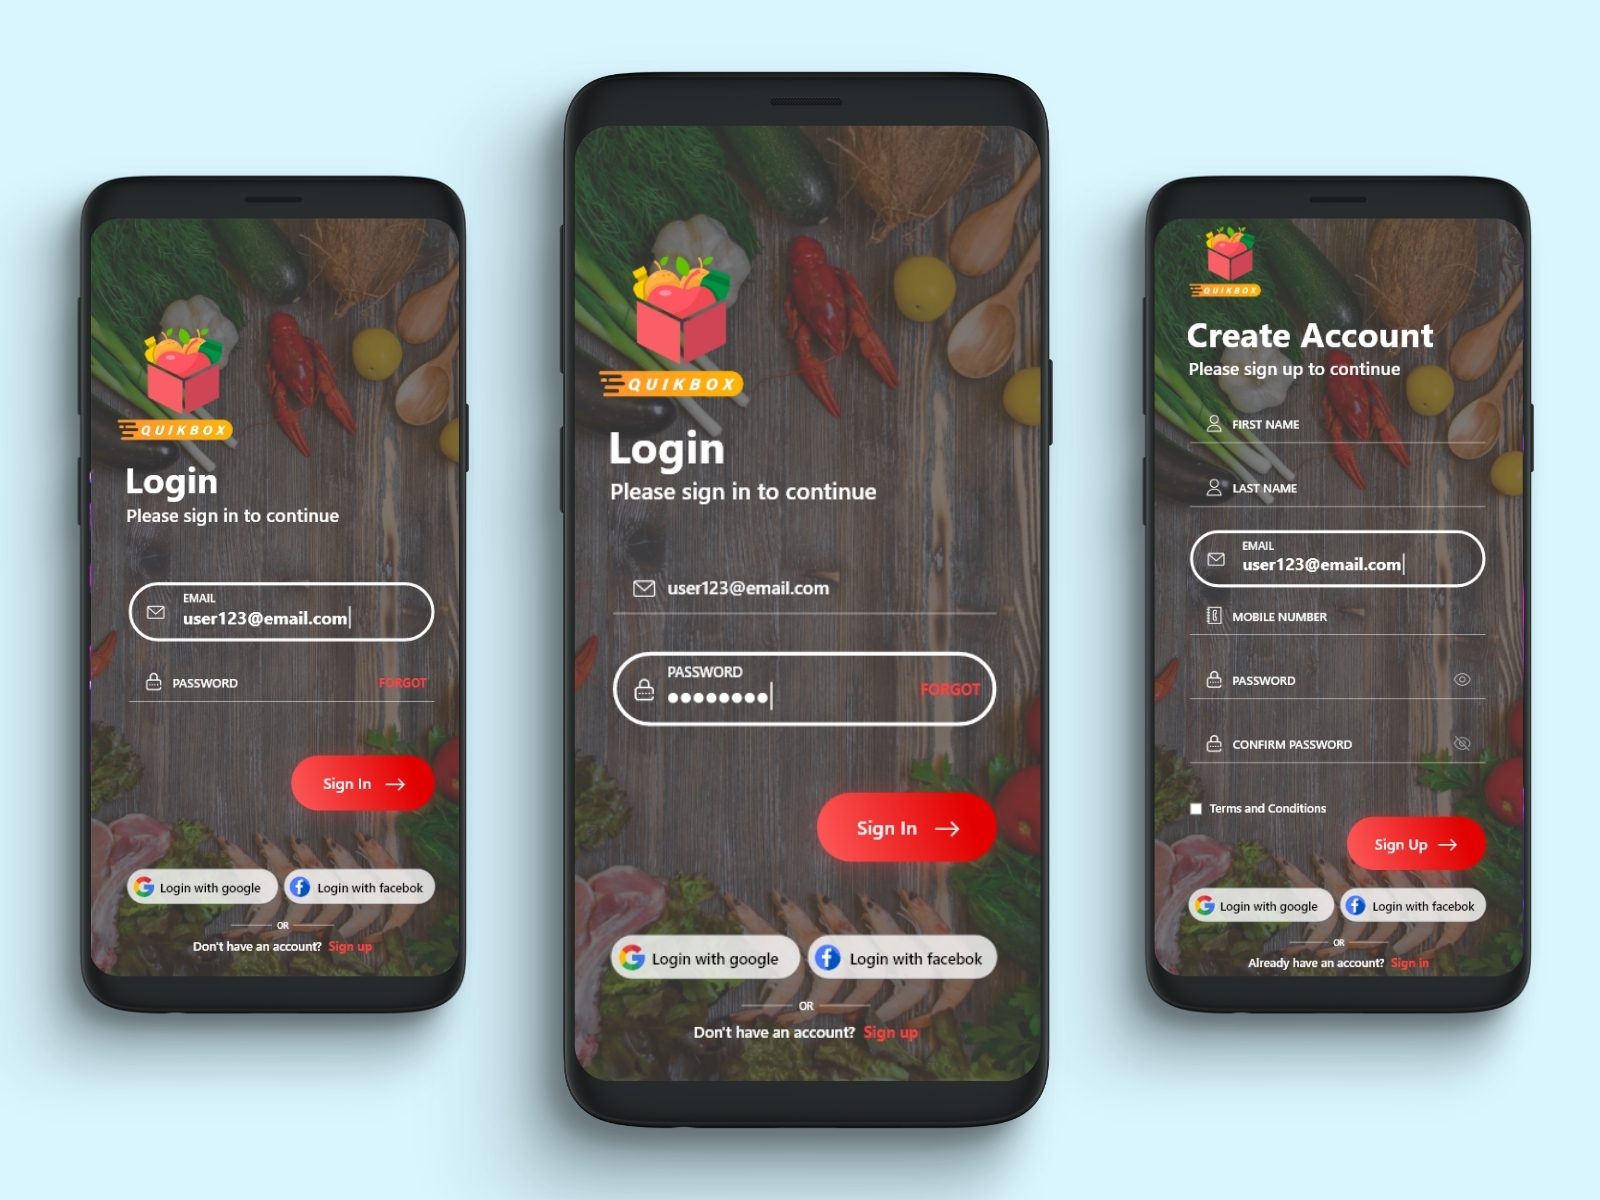 QUIKBOX
Login
Please sign in to continue
EMAIL
user123@email.com
PASSWORD
FORGOT
Sign In
Login with google
Login with facebok
OR
Don't have an account? Sign up
QUIKBOX
Login
Please sign in to continue
user123@email.com
PASSWORD
FORGOT
Sign In
Login with google
Login with facebok
OR
Don't have an account? Sign up
QUIKBOX
Create Account
Please sign up to continue
FIRST NAME
LAST NAME
EMAIL
user123@email.com
MOBILE NUMBER
PASSWORD
CONFIRM PASSWORD
Terms and Conditions
Sign Up
Login with google
Login with facebok
OR
Already have an account? Sign in